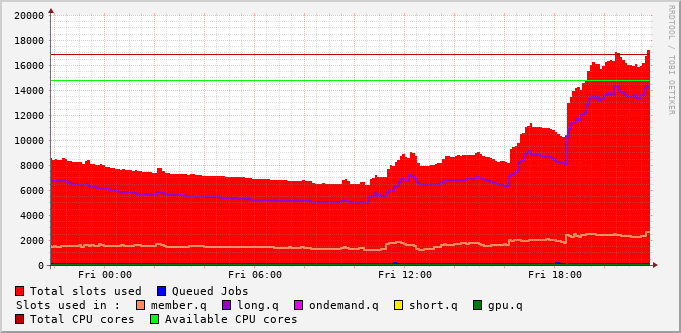 20000
18000
16000
14000
12000
10000
8000
6000
4000
2000
0
Fri 00:00 Fri 06:00 Fri 12:00 Fri 18:00
RRDTOOL / TOBI OETIKER
Total slots used Queued Jobs
Slots used in : member.q long.q ondemand.q short.q gpu.q
Total CPU cores Available CPU cores